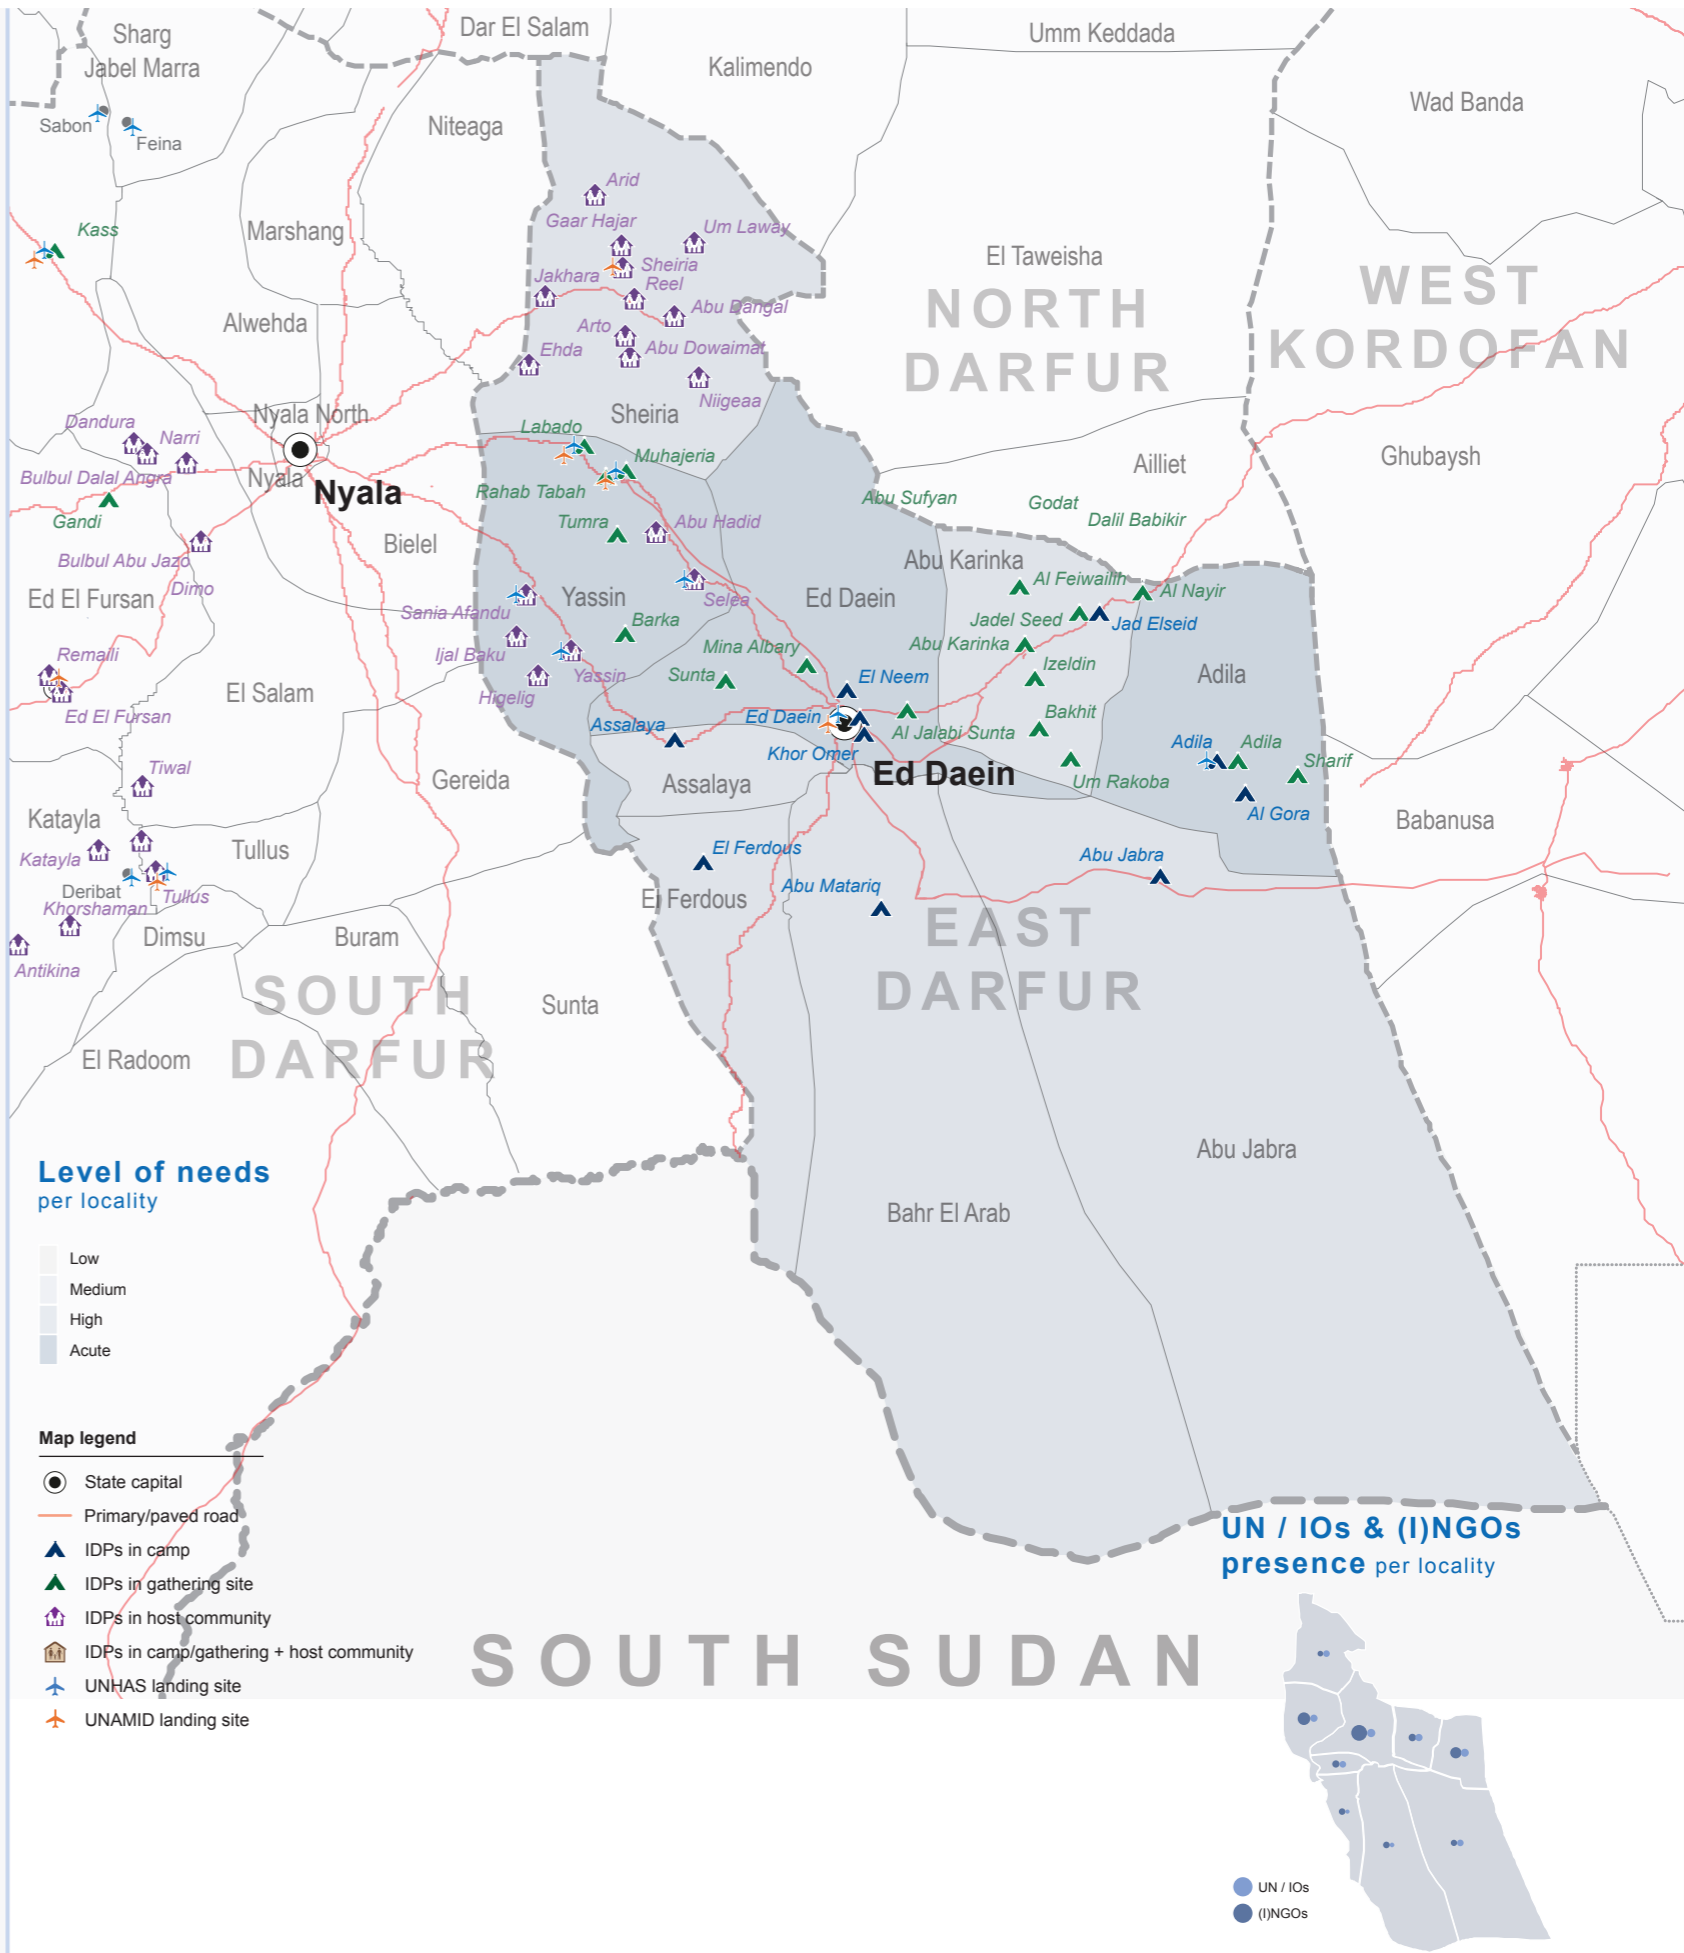 Sharg
Jabel Marra
Dar El Salam
Umm Keddada
Kalimendo
Wad Banda
Sabon
Feina
Niteaga
Arid
Gaar Hajar
Um Laway
Kass
Marshang
Sheiria
Jakhara
Reel
El Taweisha
NORTH
DARFUR
WEST
KORDOFAN
Abu Dangal
Alwehda
Arto
Ehda
Abu Dowaimat
Niigeaa
Nyala North
Sheiria
Dandura
Narri
Labado
Muhajeria
Ailliet
Ghubaysh
Bulbul Dalal Angra
Nyala
Nyala
Rahab Tabah
Abu Sufyan
Godat
Dalil Babikir
Gandi
Tumra
Abu Hadid
Bielel
Bulbul Abu Jazo
Dimo
Abu Karinka
Al Feiwailih
Al Nayir
Ed El Fursan
Sania Afandu
Yassin
Selea
Ed Daein
Jadel Seed
Jad Elseid
Barka
Abu Karinka
Remaili
Ijal Baku
Mina Albary
Izeldin
Adila
Yassin
Sunta
El Neem
El Salam
Higelig
Ed El Fursan
Assalaya
Ed Daein
Al Jalabi Sunta
Bakhit
Khor Omer
Adila
Adila
Sharif
Tiwal
Gereida
Assalaya
Ed Daein
Um Rakoba
Al Gora
Katayla
Babanusa
Katayla
Tullus
El Ferdous
Abu Jabra
Deribat
Tullus
Abu Matariq
Khorshaman
El Ferdous
Dimsu
Buram
EAST
DARFUR
Antikina
SOUTH
DARFUR
Sunta
El Radoom
Abu Jabra
Bahr El Arab
Level of needs
per locality
Low
Medium
High
Acute
Map legend
State capital
Primary/paved road
IDPs in camp
IDPs in gathering site
IDPs in host community
IDPs in camp/gathering + host community
UNHAS landing site
UNAMID landing site
SOUTH SUDAN
UN / IOs & (I)NGOs
presence per locality
UN / IOs
(I)NGOs